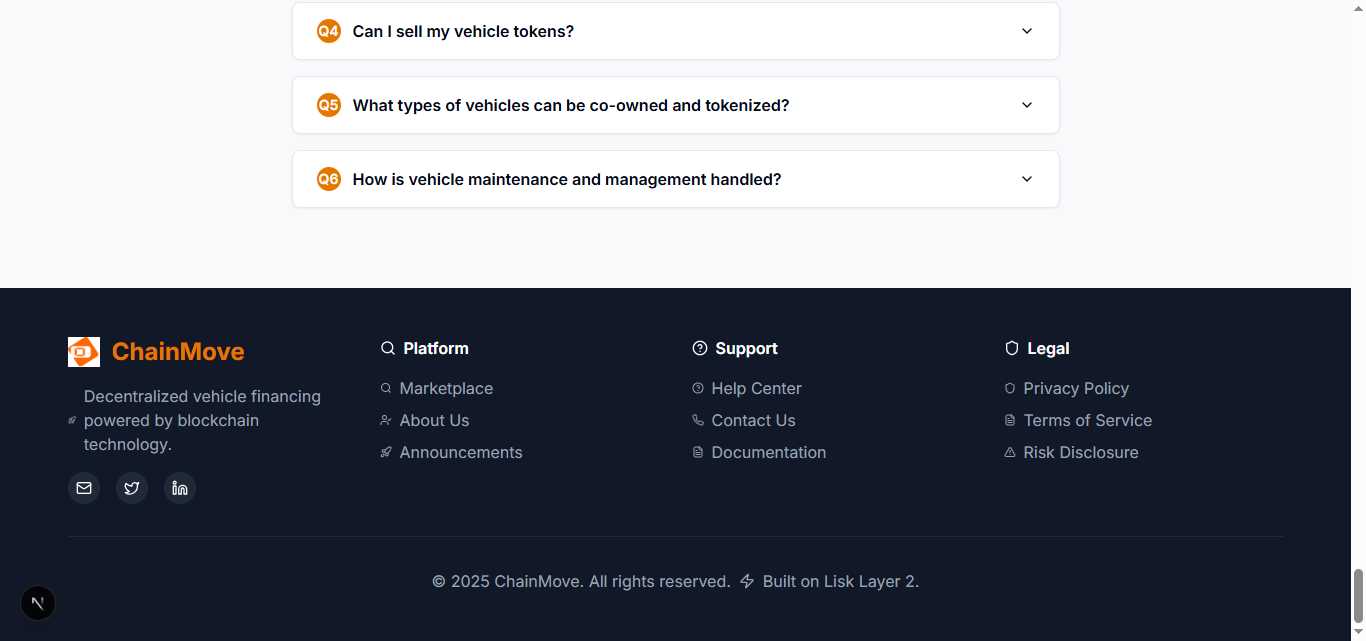 Q4 Can I sell my vehicle tokens?
Q5 What types of vehicles can be co-owned and tokenized?
Q6 How is vehicle maintenance and management handled?
ChainMove
Decentralized vehicle financing
powered by blockchain
technology.
Platform
Marketplace
About Us
Announcements
Support
Help Center
Contact Us
Documentation
Legal
Privacy Policy
Terms of Service
Risk Disclosure
© 2025 ChainMove. All rights reserved. Built on Lisk Layer 2.